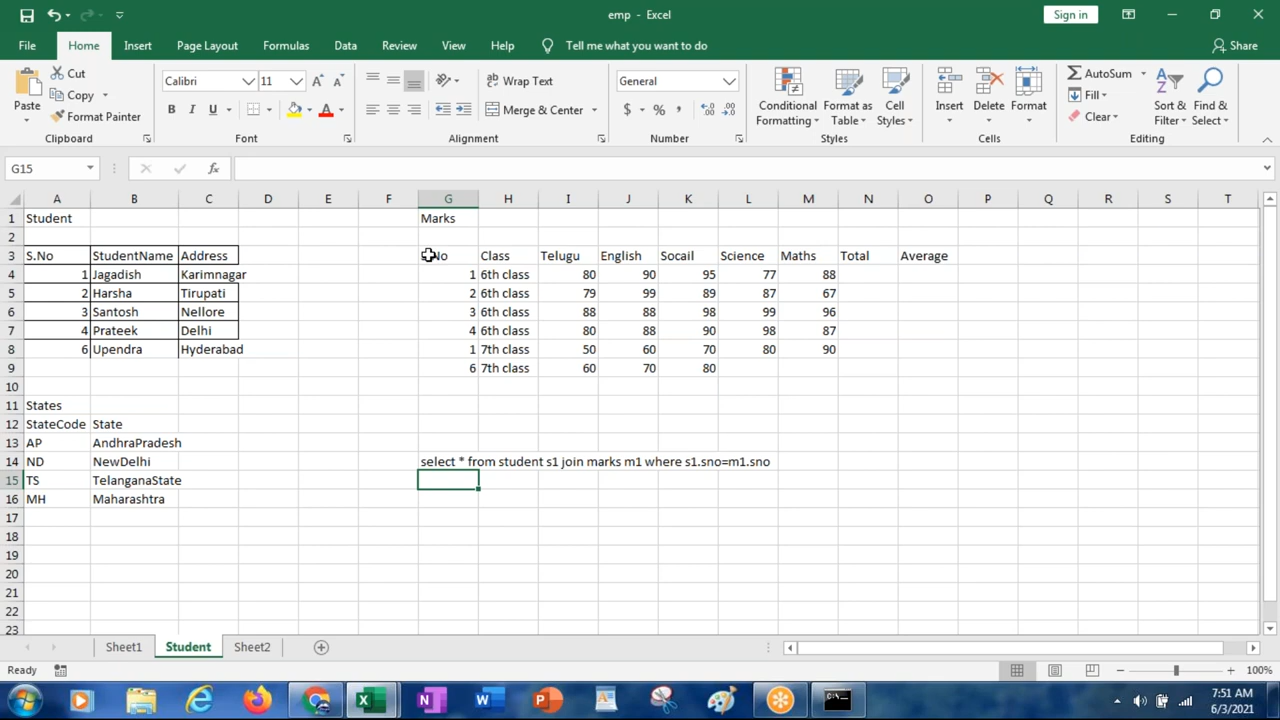 emp - Excel
Sign in
File Home Insert Page Layout Formulas Data Review View Help Tell me what you want to do Share
Paste
Cut
Copy
Format Painter
Clipboard
Calibri 11
B I U
Font
Wrap Text
Merge & Center
Alignment
General
$ % ,
Number
Conditional Formatting
Format as Table
Cell Styles
Styles
Insert Delete Format
Cells
AutoSum
Fill
Clear
Sort & Filter
Find & Select
Editing
G15 fx
A B C D E F G H I J K L M N O P Q R S T
1 Student Marks
2
3 S.No StudentName Address No Class Telugu English Socail Science Maths Total Average
4 1 Jagadish Karimnagar 1 6th class 80 90 95 77 88
5 2 Harsha Tirupati 2 6th class 79 99 89 87 67
6 3 Santosh Nellore 3 6th class 88 88 98 99 96
7 4 Prateek Delhi 4 6th class 80 88 90 98 87
8 6 Upendra Hyderabad 1 7th class 50 60 70 80 90
9 6 7th class 60 70 80
10
11 States
12 StateCode State
13 AP AndhraPradesh
14 ND NewDelhi select * from student s1 join marks m1 where s1.sno=m1.sno
15 TS TelanganaState
16 MH Maharashtra
17
18
19
20
21
22
23
Sheet1 Student Sheet2
Ready 100%
7:51 AM
6/3/2021